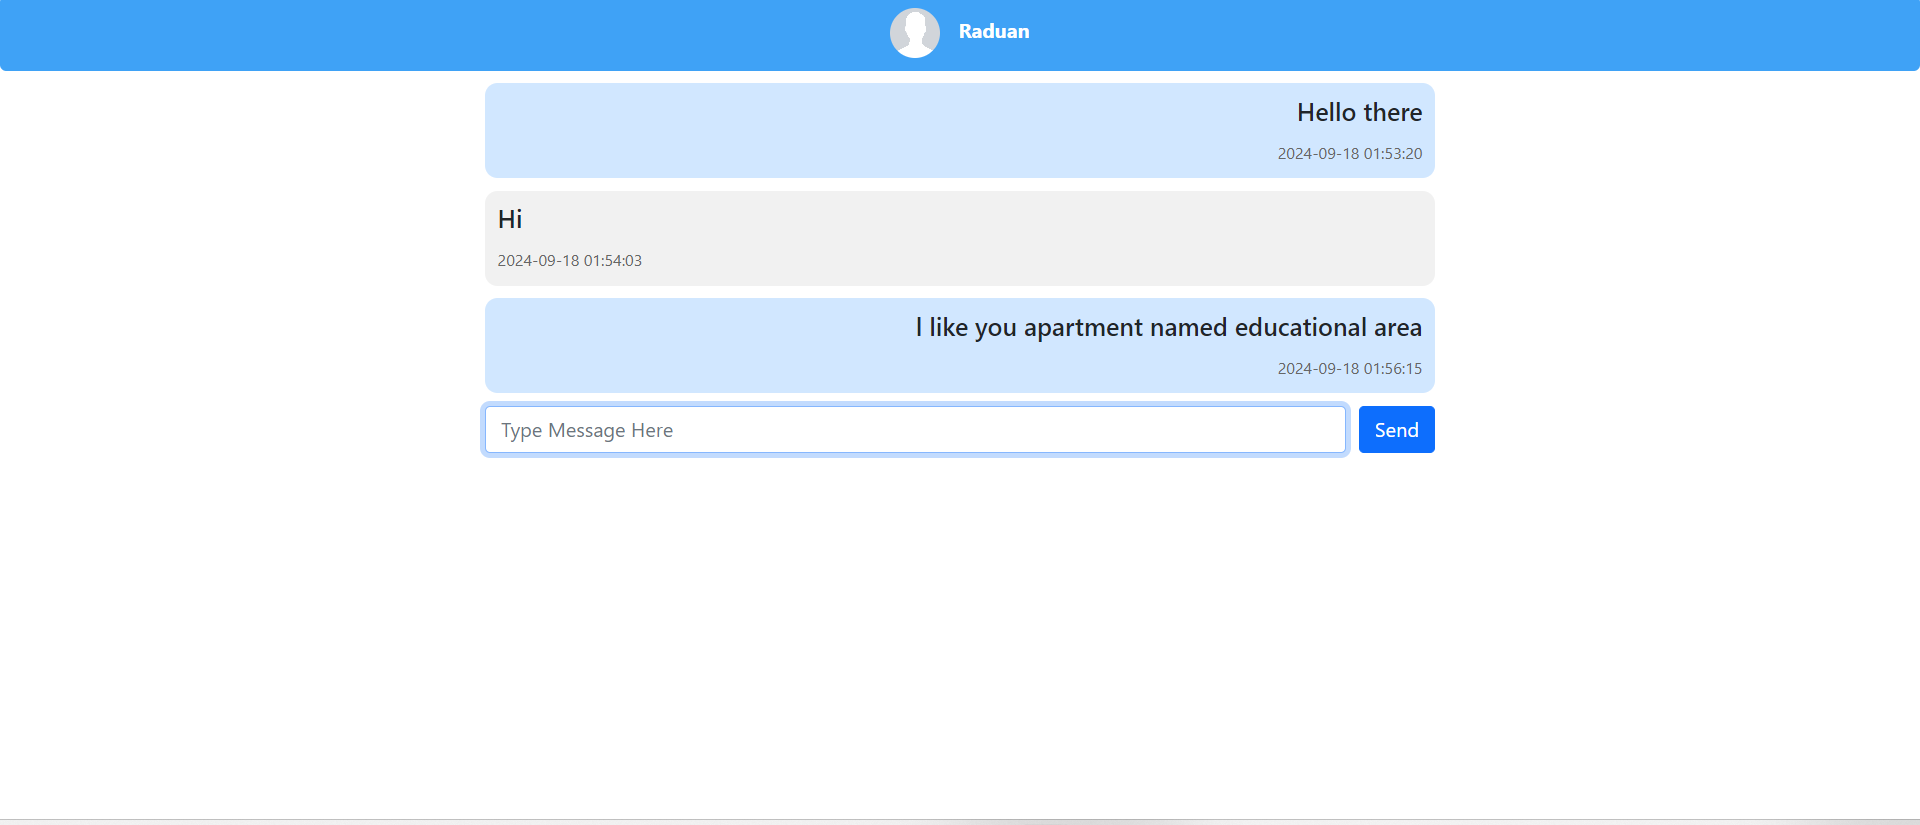 Raduan
Hello there
2024-09-18 01:53:20
Hi
2024-09-18 01:54:03
I like you apartment named educational area
2024-09-18 01:56:15
Type Message Here
Send